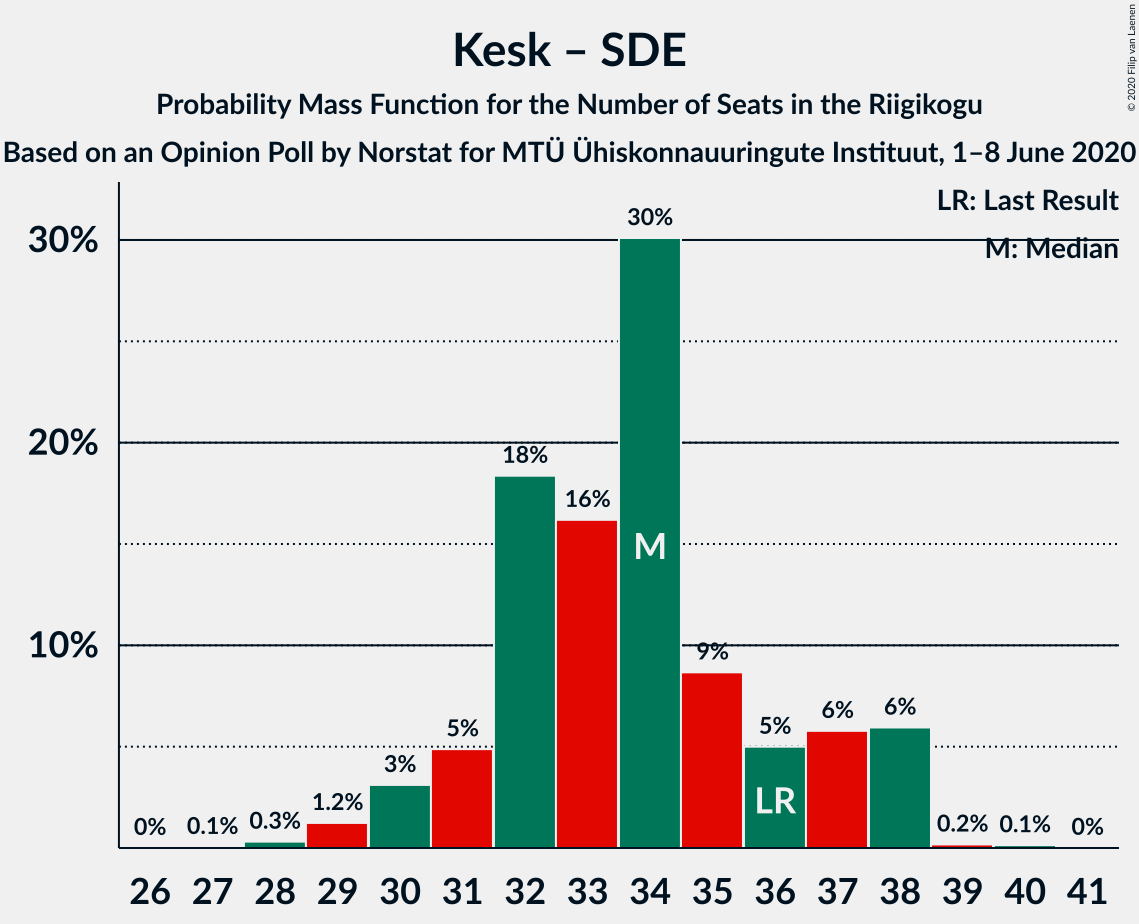 Kesk – SDE
Probability Mass Function for the Number of Seats in the Riigikogu
Based on an Opinion Poll by Norstat for MTÜ Ühiskonnauuringute Instituut, 1–8 June 2020
© 2020 Filip van Laenen
LR: Last Result
M: Median
30%
20%
10%
0% 0.1% 0.3% 1.2% 3% 5% 18% 16% 30% 9% 5% 6% 6% 0.2% 0.1% 0%
M
LR
26 27 28 29 30 31 32 33 34 35 36 37 38 39 40 41